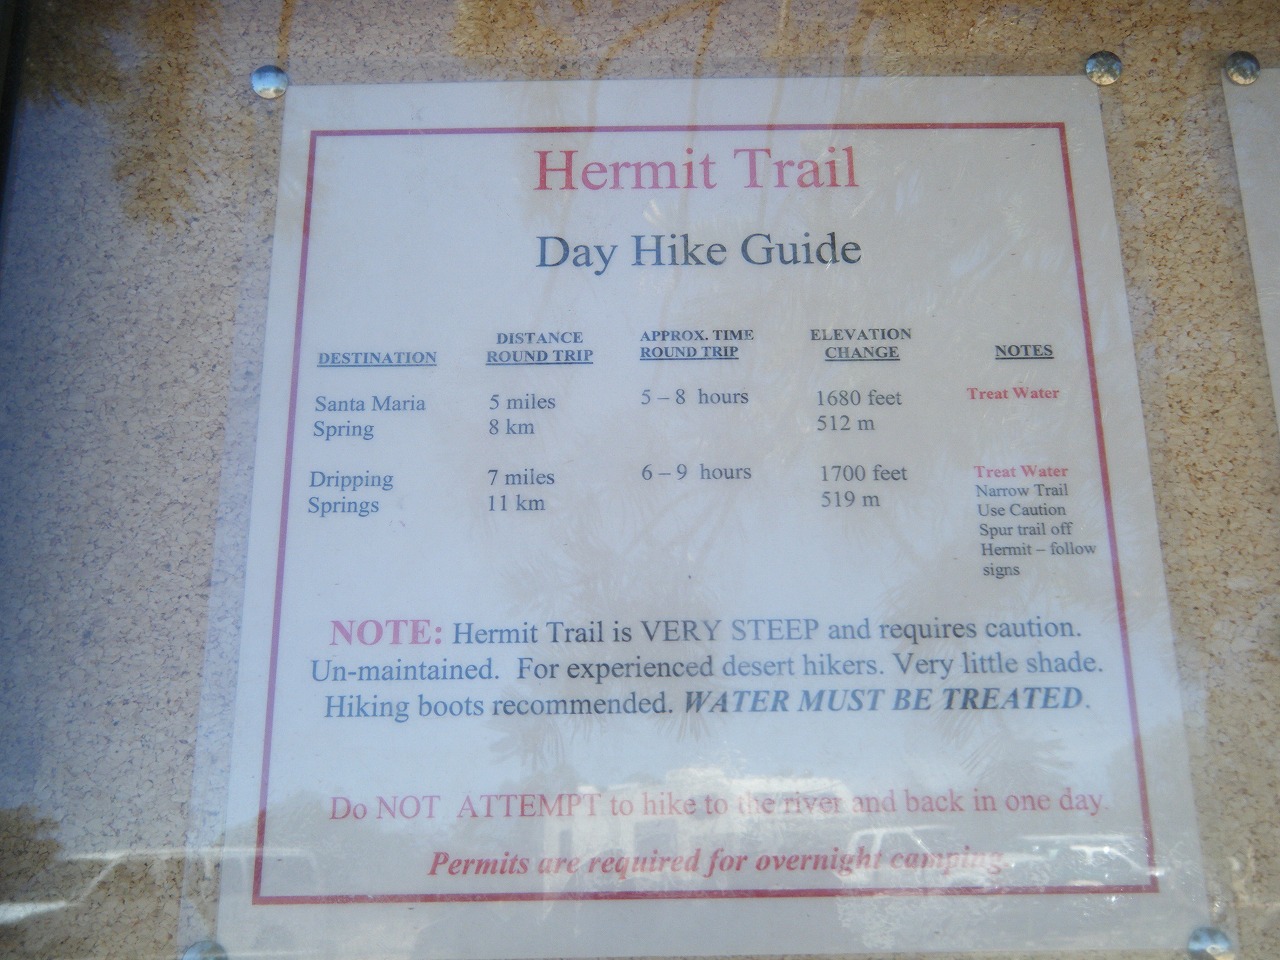 Hermit Trail
Day Hike Guide
DESTINATION DISTANCE ROUND TRIP APPROX. TIME ROUND TRIP ELEVATION CHANGE NOTES
Santa Maria 5 miles 5 – 8 hours 1680 feet Treat Water
Spring 8 km 512 m
Dripping 7 miles 6 – 9 hours 1700 feet Treat Water
Springs 11 km 519 m Narrow Trail
Use Caution
Spur trail off
Hermit – follow
signs
NOTE: Hermit Trail is VERY STEEP and requires caution.
Un-maintained. For experienced desert hikers. Very little shade.
Hiking boots recommended. WATER MUST BE TREATED.
Do NOT ATTEMPT to hike to the river and back in one day.
Permits are required for overnight camping.